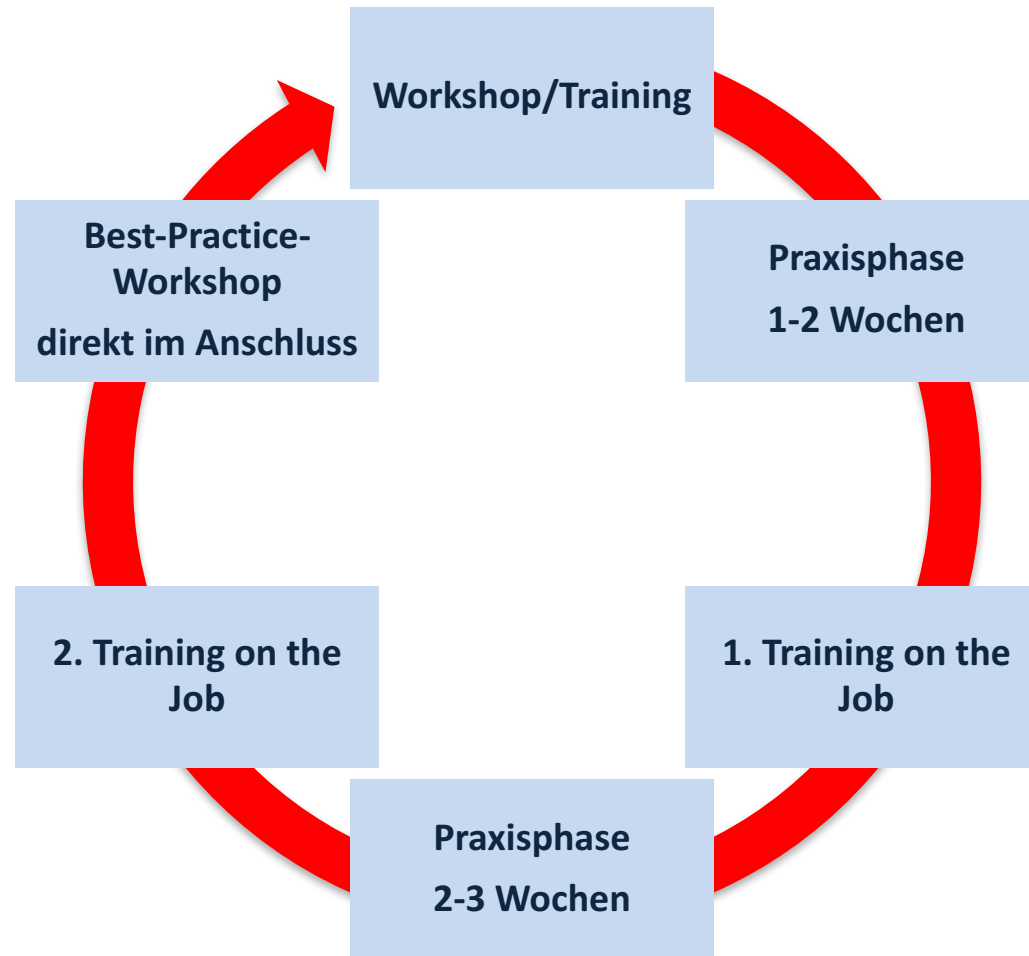 Workshop/Training
Praxisphase
1-2 Wochen
1. Training on the
Job
Praxisphase
2-3 Wochen
2. Training on the
Job
Best-Practice-
Workshop
direkt im Anschluss